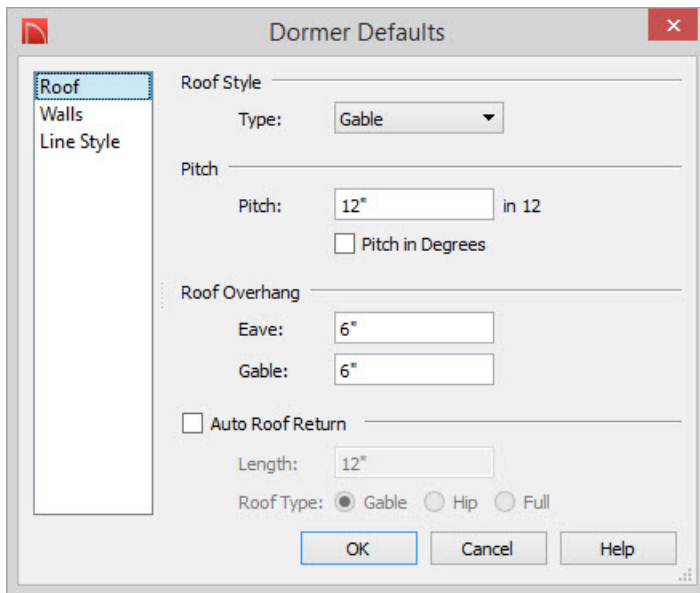 Dormer Defaults
Roof
Walls
Line Style
Roof Style
Type: Gable
Pitch
Pitch: 12" in 12
Pitch in Degrees
Roof Overhang
Eave: 6"
Gable: 6"
Auto Roof Return
Length: 12"
Roof Type: Gable Hip Full
OK Cancel Help